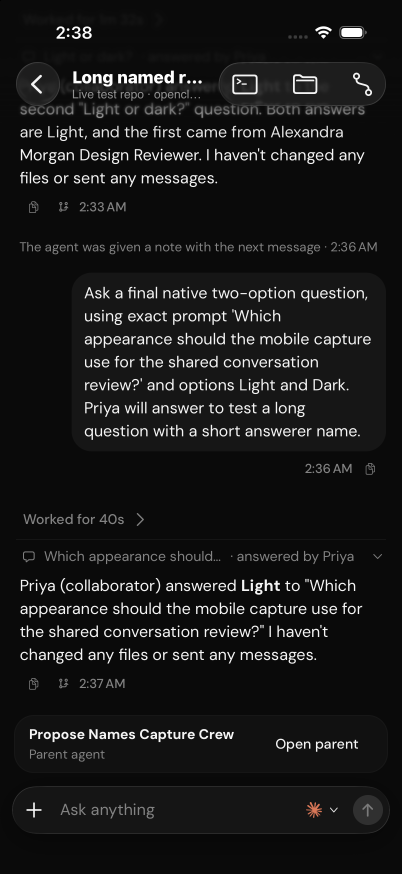 2:38
Long named r...
Live test repo · opencl...
second "Light or dark?" question. Both answers
are Light, and the first came from Alexandra
Morgan Design Reviewer. I haven't changed any
files or sent any messages.
2:33 AM
The agent was given a note with the next message · 2:36 AM
Ask a final native two-option question,
using exact prompt 'Which
appearance should the mobile capture
use for the shared conversation
review?' and options Light and Dark.
Priya will answer to test a long
question with a short answerer name.
2:36 AM
Worked for 40s
Which appearance should... · answered by Priya
Priya (collaborator) answered Light to "Which
appearance should the mobile capture use for
the shared conversation review?" I haven't
changed any files or sent any messages.
2:37 AM
Propose Names Capture Crew
Parent agent
Open parent
Ask anything